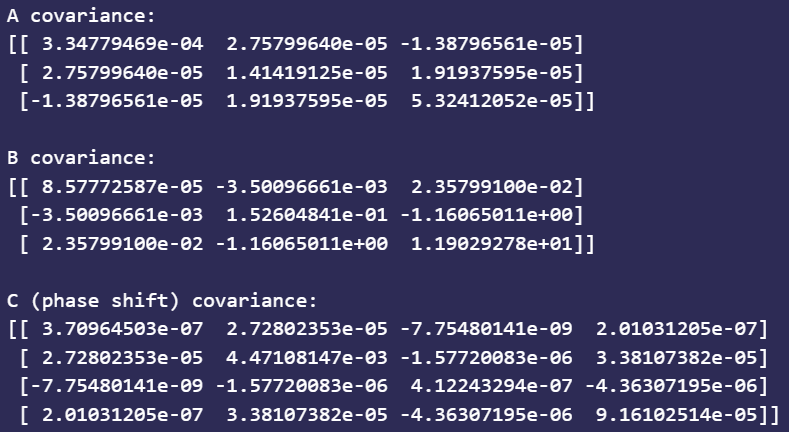 A covariance:
[[ 3.34779469e-04  2.75799640e-05 -1.38796561e-05]
 [ 2.75799640e-05  1.41419125e-05  1.91937595e-05]
 [-1.38796561e-05  1.91937595e-05  5.32412052e-05]]
B covariance:
[[ 8.57772587e-05 -3.50096661e-03  2.35799100e-02]
 [-3.50096661e-03  1.52604841e-01 -1.16065011e+00]
 [ 2.35799100e-02 -1.16065011e+00  1.19029278e+01]]
C (phase shift) covariance:
[[ 3.70964503e-07  2.72802353e-05 -7.75480141e-09  2.01031205e-07]
 [ 2.72802353e-05  4.47108147e-03 -1.57720083e-06  3.38107382e-05]
 [-7.75480141e-09 -1.57720083e-06  4.12243294e-07 -4.36307195e-06]
 [ 2.01031205e-07  3.38107382e-05 -4.36307195e-06  9.16102514e-05]]